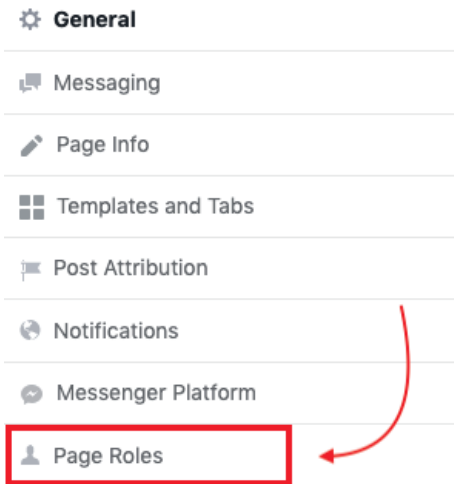 General
Messaging
Page Info
Templates and Tabs
Post Attribution
Notifications
Messenger Platform
Page Roles